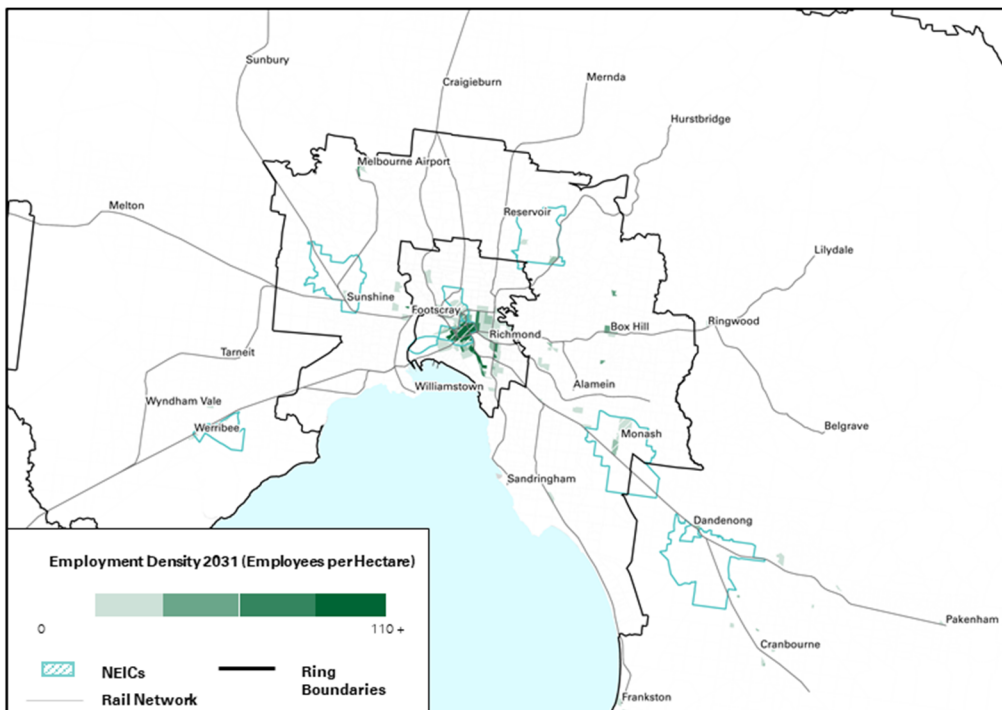 Sunbury
Craigieburn
Mernda
Hurstbridge
Melbourne Airport
Melton
Reservoir
Lilydale
Sunshine
Footscray
Richmond
Box Hill
Ringwood
Tarneit
Williamstown
Alamein
Wyndham Vale
Werribee
Monash
Belgrave
Sandringham
Dandenong
Pakenham
Cranbourne
Frankston
Employment Density 2031 (Employees per Hectare)
0
110 +
NEICs
Ring
Boundaries
Rail Network